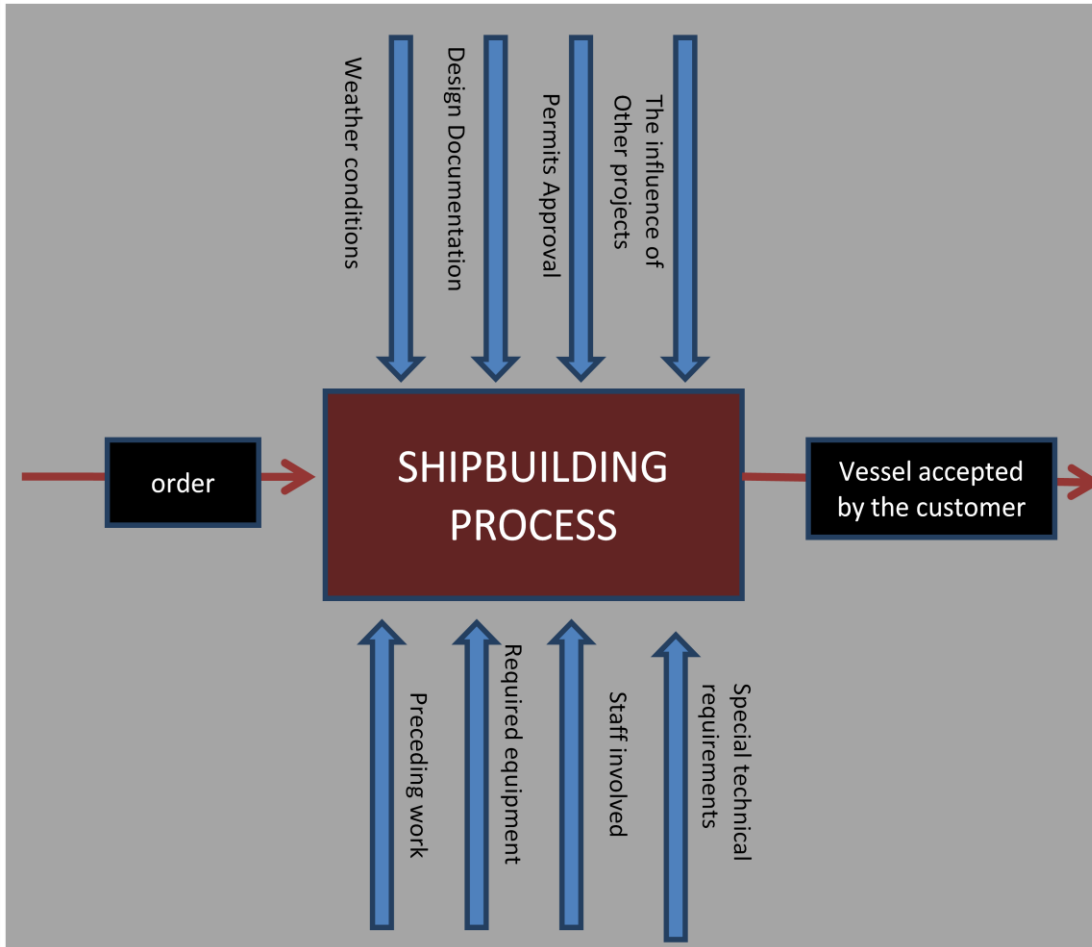 Weather conditions
Design Documentation
Permits Approval
The influence of
Other projects
order
SHIPBUILDING
PROCESS
Vessel accepted
by the customer
Preceding work
Required equipment
Staff involved
Special technical
requirements